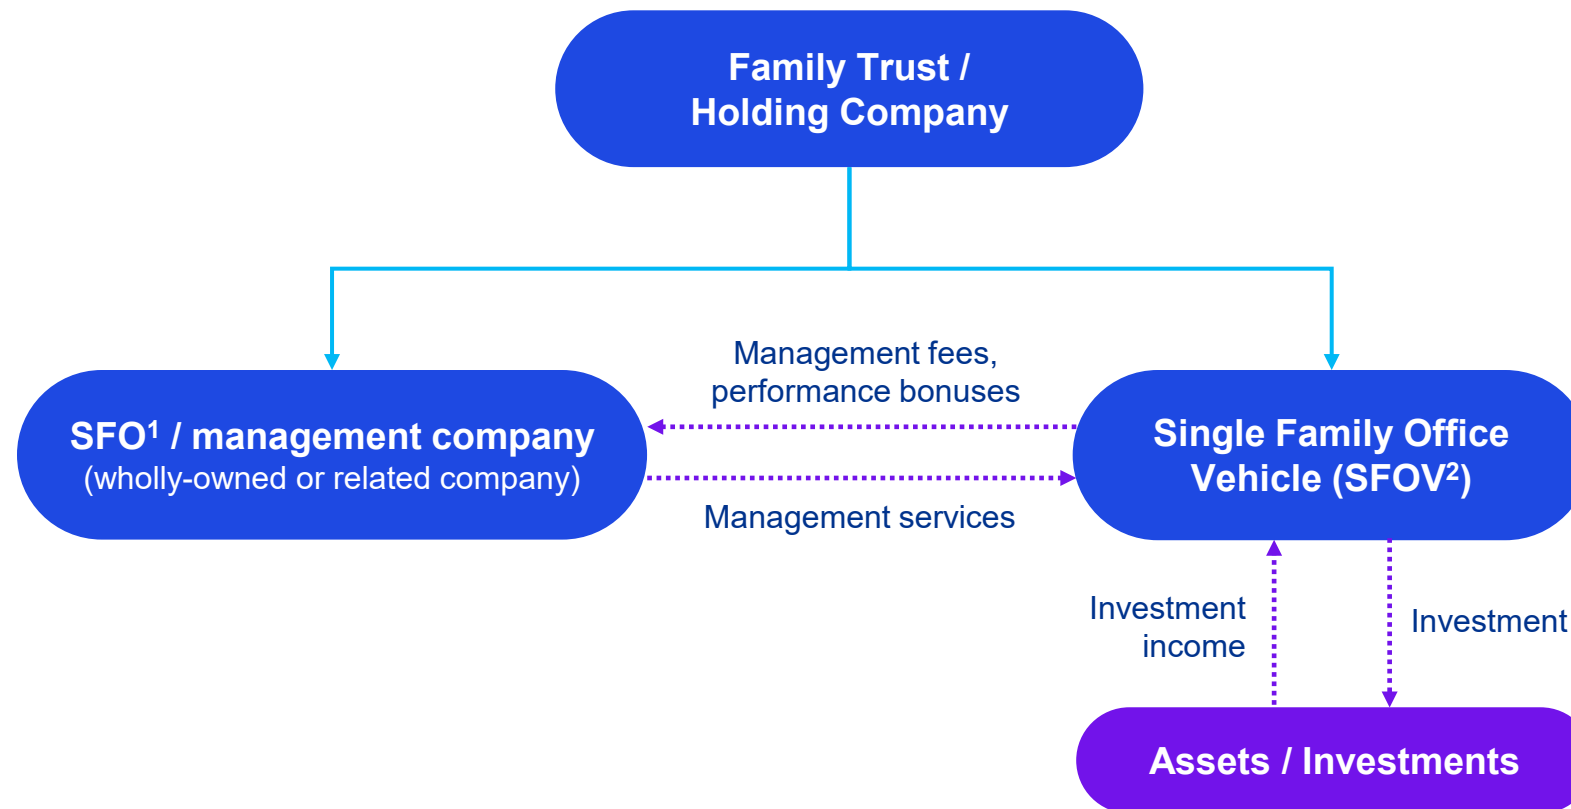 Family Trust /
Holding Company
Management fees,
performance bonuses
SFO¹ / management company
(wholly-owned or related company)
Single Family Office
Vehicle (SFOV²)
Management services
Investment
income
Investment
Assets / Investments